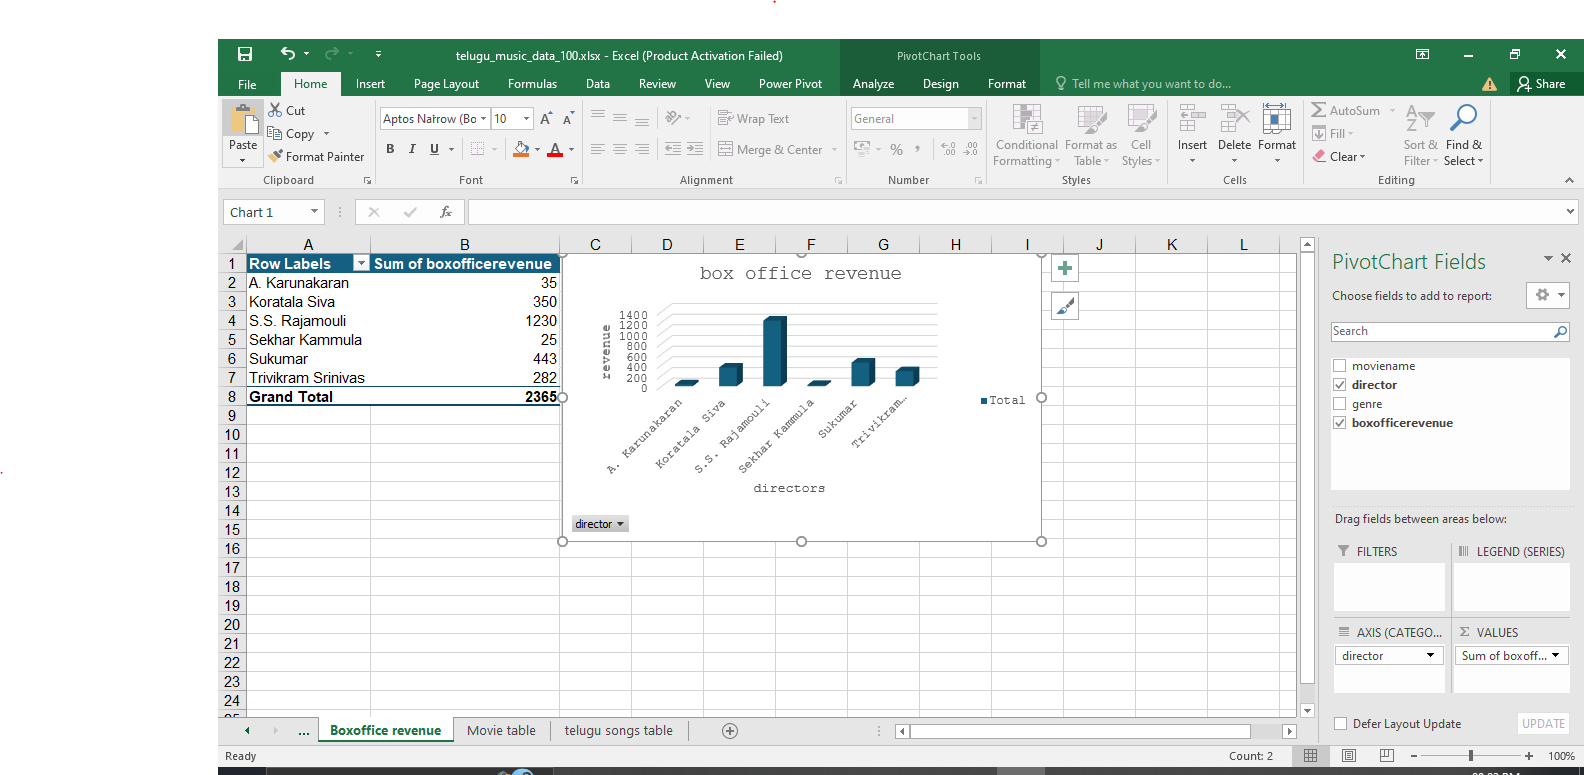 telugu_music_data_100.xlsx - Excel (Product Activation Failed)
PivotChart Tools
File Home Insert Page Layout Formulas Data Review View Power Pivot Analyze Design Format Tell me what you want to do... Share
Paste
Cut
Copy
Format Painter
Clipboard
Aptos Nalrow (Bo 10
B I U
Font
Wrap Text
Merge & Center
Alignment
General
Number
Conditional Formatting
Format as Table
Cell Styles
Styles
Insert
Delete
Format
Cells
AutoSum
Fill
Clear
Sort & Filter
Find & Select
Editing
Chart 1
fx
A B C D E F G H I J K L
1 Row Labels Sum of boxofficerevenue
2 A. Karunakaran 35
3 Koratala Siva 350
4 S.S. Rajamouli 1230
5 Sekhar Kammula 25
6 Sukumar 443
7 Trivikram Srinivas 282
8 Grand Total 2365
9
10
11
12
13
14
15
16
17
18
19
20
21
22
23
24
box office revenue
revenue
1400
1200
1000
800
600
400
200
0
A. Karunakaran
Koratala Siva
S.S. Rajamouli
Sekhar Kammula
Sukumar
Trivikram...
directors
Total
director
PivotChart Fields
Choose fields to add to report:
Search
moviename
director
genre
boxofficerevenue
Drag fields between areas below:
FILTERS
LEGEND (SERIES)
AXIS (CATEGO...
VALUES
director
Sum of boxoff...
Defer Layout Update
UPDATE
... Boxoffice revenue Movie table telugu songs table
Ready
Count: 2
100%